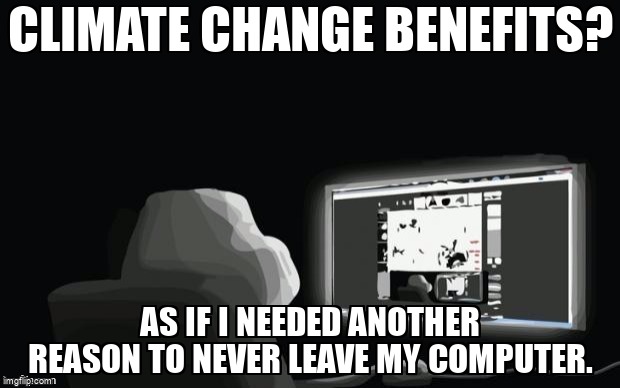 CLIMATE CHANGE BENEFITS?
AS IF I NEEDED ANOTHER
REASON TO NEVER LEAVE MY COMPUTER.
imgflip.com